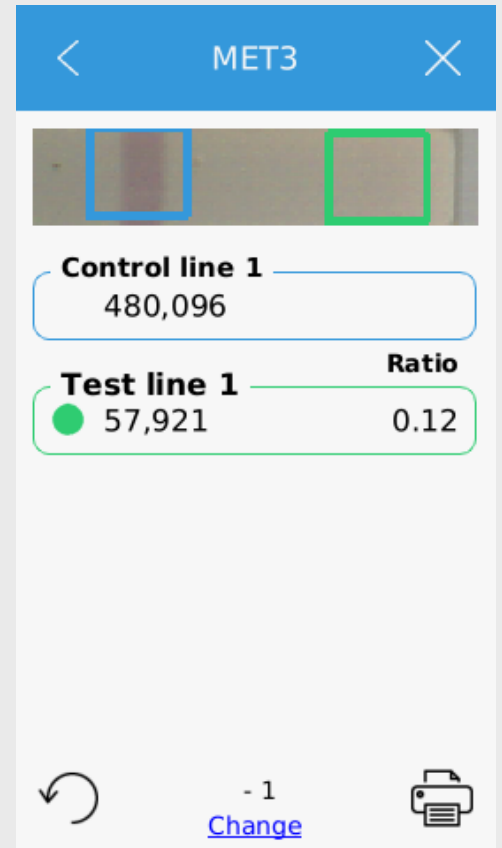 MET3
Control line 1
480,096
Ratio
Test line 1
57,921 0.12
- 1
Change